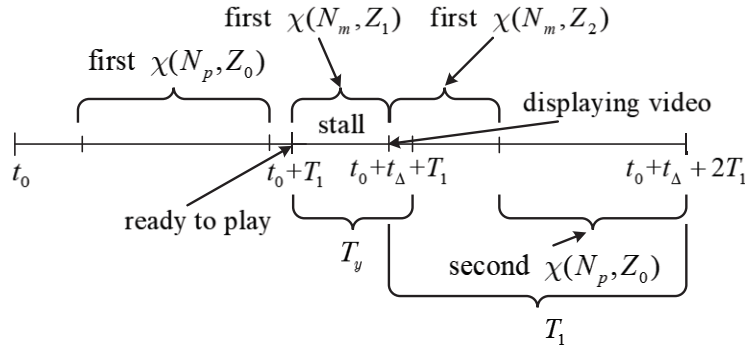 first χ(N_m, Z_1) first χ(N_m, Z_2)
first χ(N_p, Z_0)
displaying video
stall
t_0 t_0+T_1 t_0+t_Δ+T_1 t_0+t_Δ+2T_1
ready to play
T_y
second χ(N_p, Z_0)
T_1